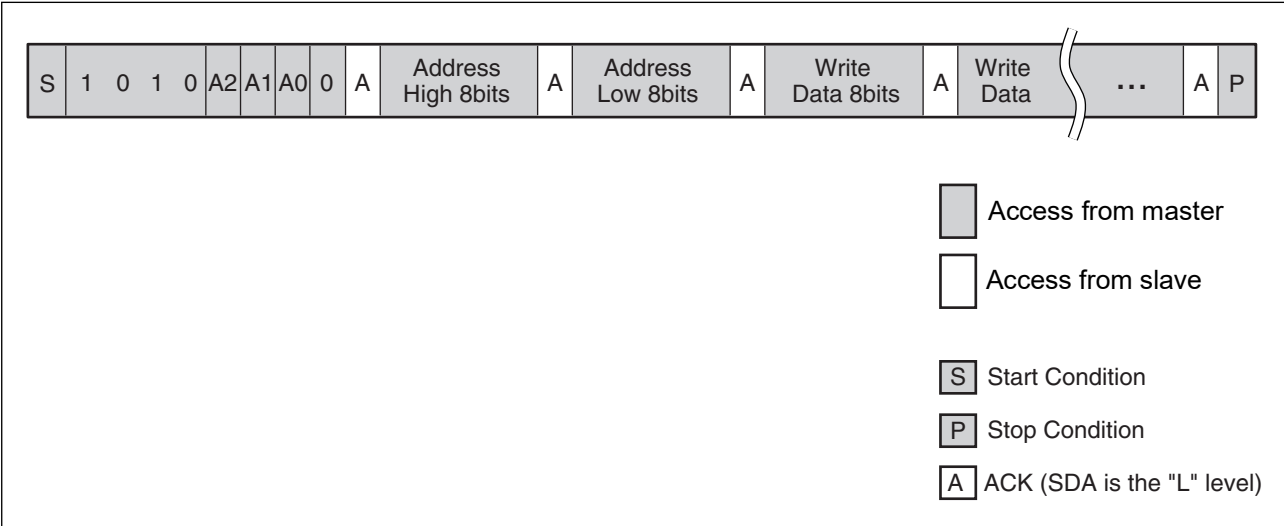 S 1 0 1 0 A2 A1 A0 0 A Address High 8bits A Address Low 8bits A Write Data 8bits A Write Data ... A P
Access from master
Access from slave
S Start Condition
P Stop Condition
A ACK (SDA is the "L" level)